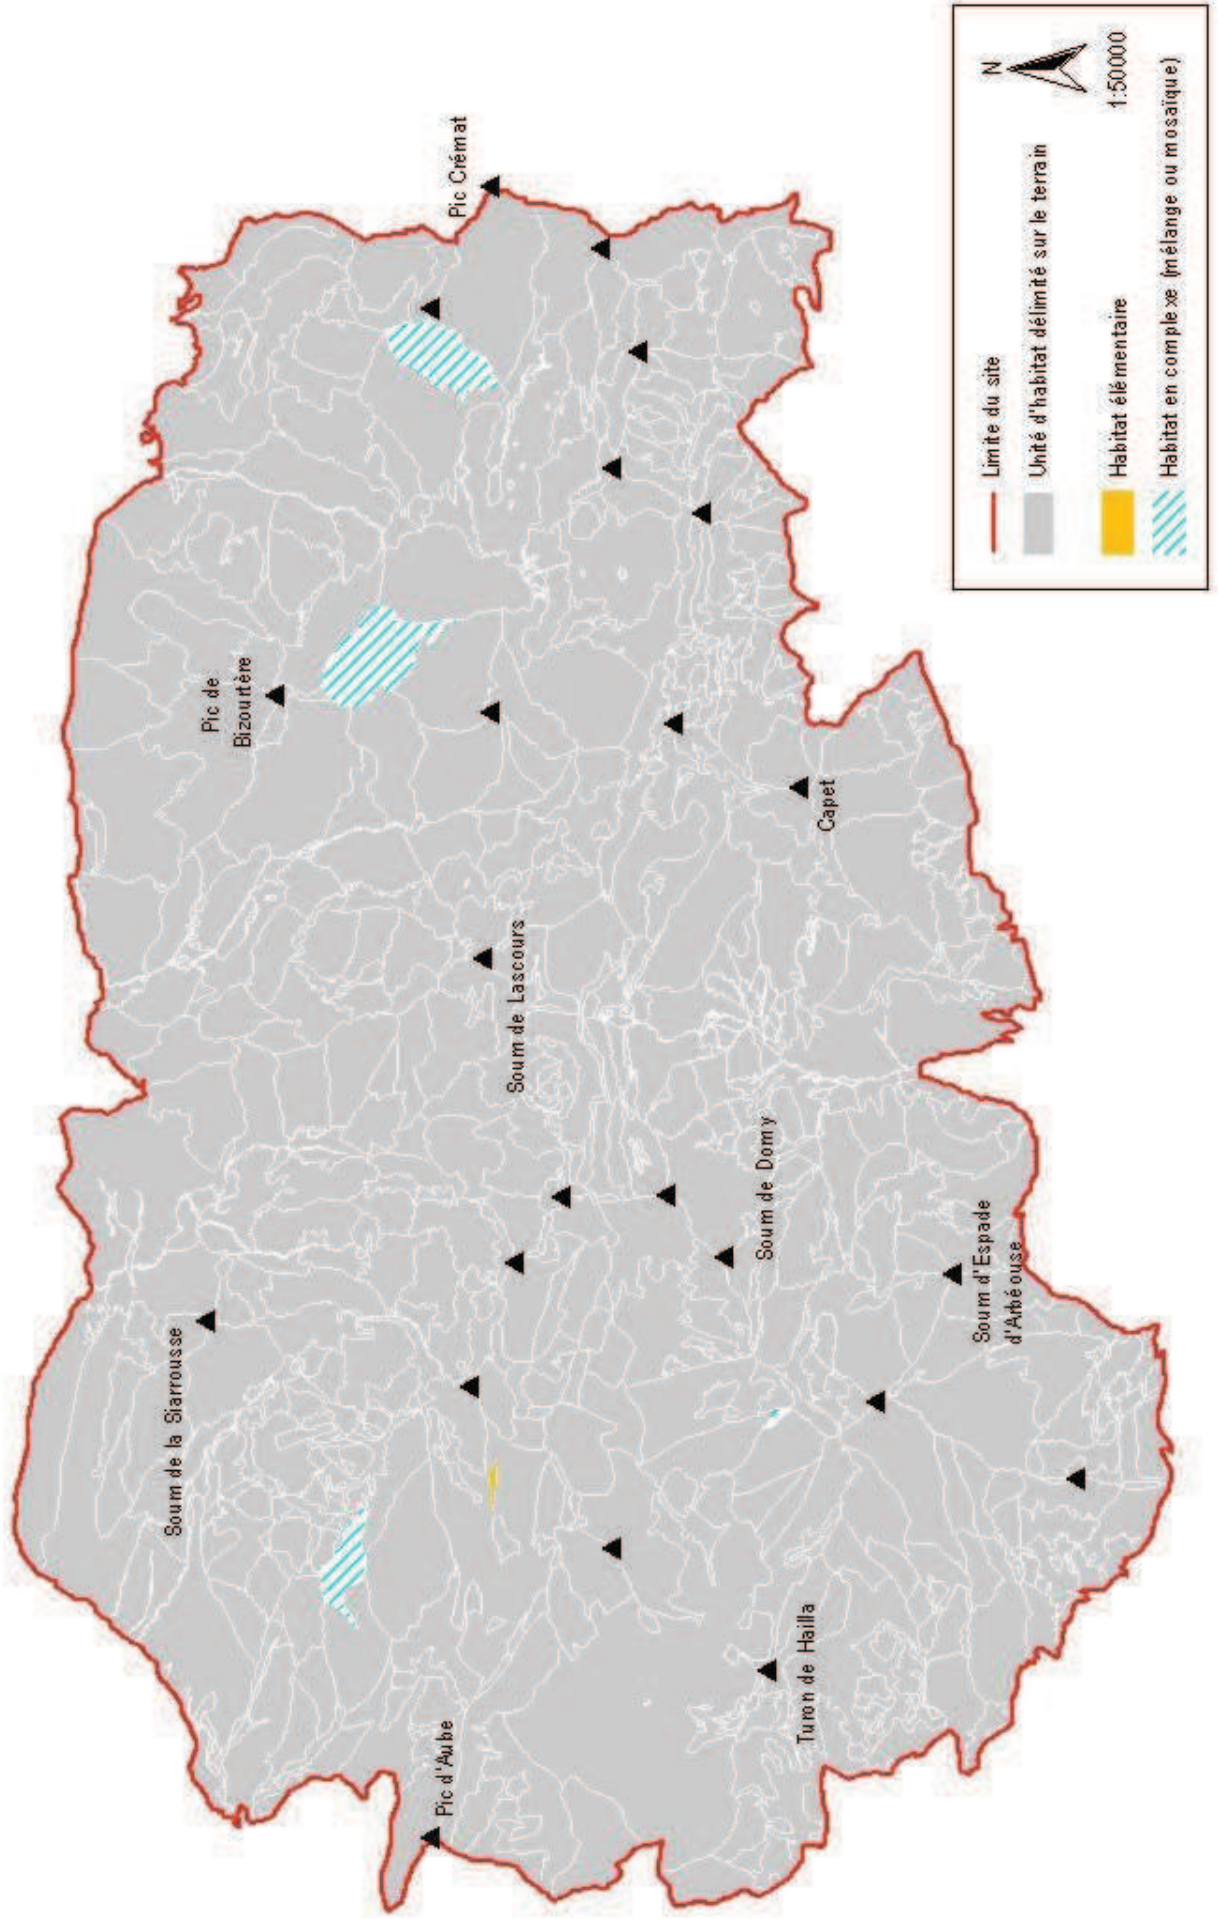 Pic Crémat
Pic de
Bizourtère
Capet
Soum de Lascours
Soum de Domy
Soum d'Espade
d'Arbéouse
Soum de la Siarrousse
Turon de Hailla
Pic d'Aube
N
1:50000
Limite du site
Unité d'habitat délimité sur le terrain
Habitat élémentaire
Habitat en complexe (mélange ou mosaïque)